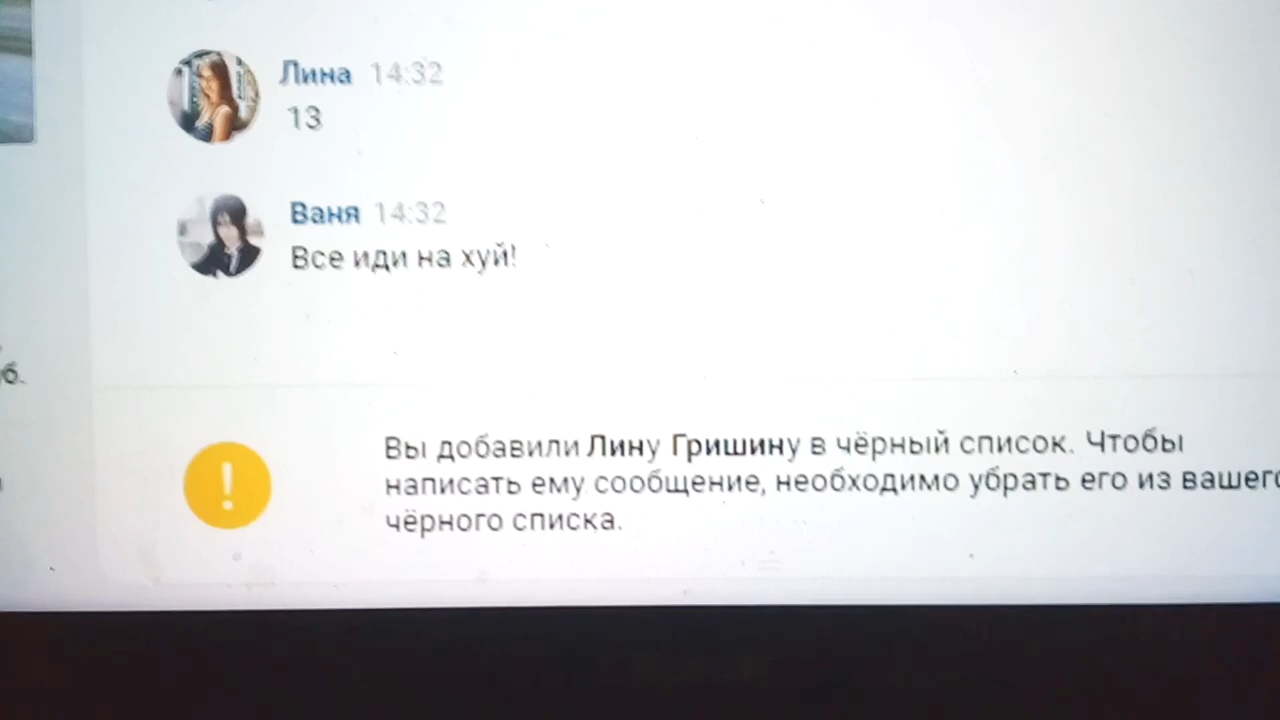 Лина 14:32
13
Ваня 14:32
Все иди на хуй!
б.
Вы добавили Лину Гришину в чёрный список. Чтобы
написать ему сообщение, необходимо убрать его из вашего
чёрного списка.